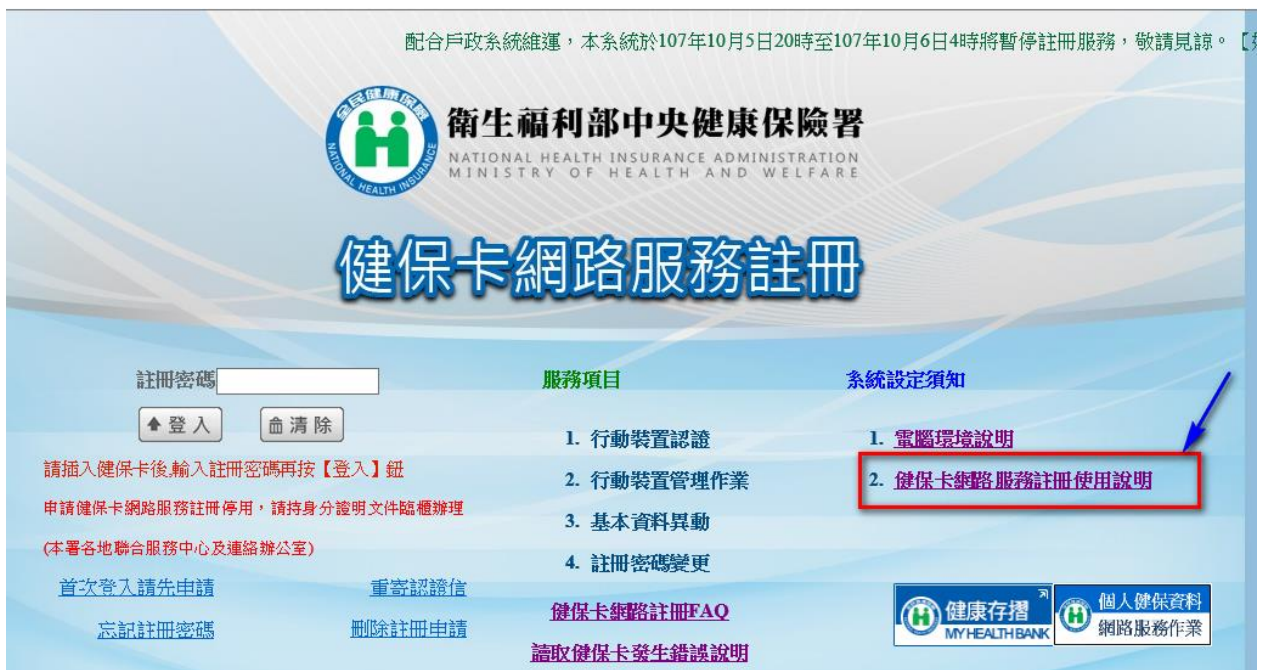 配合戶政系統維運，本系統於107年10月5日20時至107年10月6日4時將暫停註冊服務，敬請見諒。【
全民健康保險
NATIONAL HEALTH INSURANCE
衛生福利部中央健康保險署
NATIONAL HEALTH INSURANCE ADMINISTRATION
MINISTRY OF HEALTH AND WELFARE
健保卡網路服務註冊
註冊密碼
登入 清除
請插入健保卡後,輸入註冊密碼再按【登入】鈕
申請健保卡網路服務註冊停用，請持身分證明文件臨櫃辦理
(本署各地聯合服務中心及連絡辦公室)
首次登入請先申請 重寄認證信
忘記註冊密碼 刪除註冊申請
服務項目
1. 行動裝置認證
2. 行動裝置管理作業
3. 基本資料異動
4. 註冊密碼變更
健保卡網路註冊FAQ
讀取健保卡發生錯誤說明
系統設定須知
1. 電腦環境說明
2. 健保卡網路服務註冊使用說明
健康存摺
MY HEALTH BANK
個人健保資料
網路服務作業